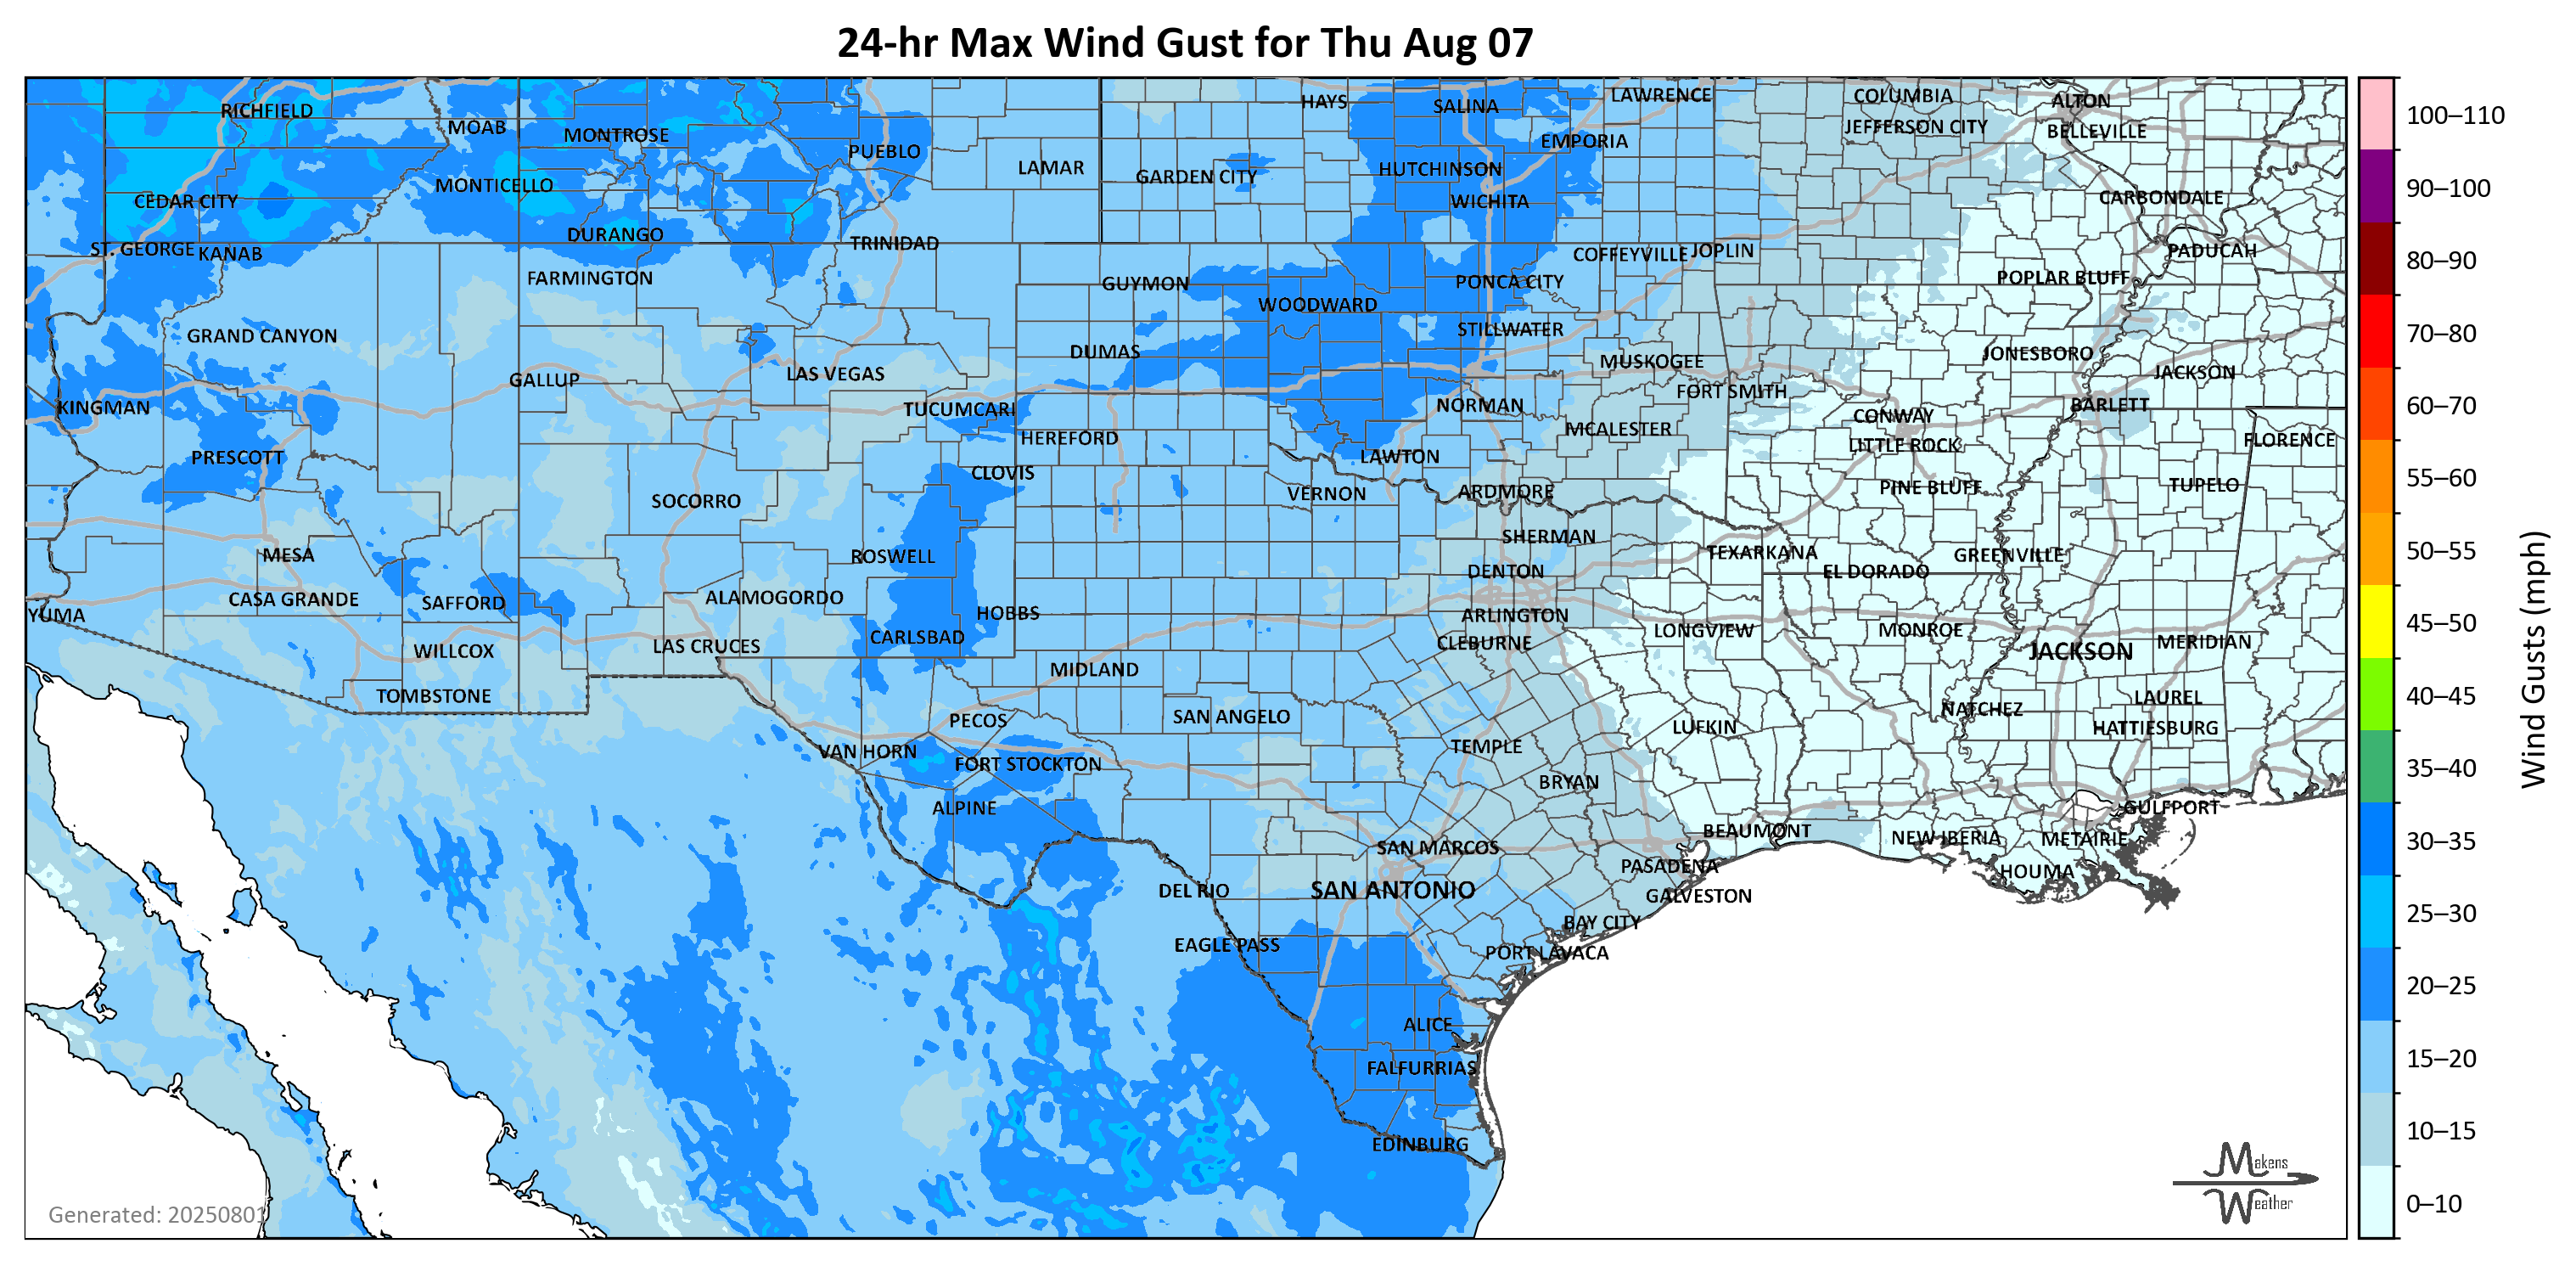 24-hr Max Wind Gust for Thu Aug 07
RICHFIELD
MOAB
MONTROSE
PUEBLO
LAMAR
HAYS
SALINA
LAWRENCE
COLUMBIA
ALTON
JEFFERSON CITY
BELLEVILLE
EMPORIA
GARDEN CITY
HUTCHINSON
MONTICELLO
CEDAR CITY
WICHITA
CARBONDALE
DURANGO
TRINIDAD
ST. GEORGE
KANAB
COFFEYVILLE
JOPLIN
PADUCAH
FARMINGTON
GUYMON
PONCA CITY
POPLAR BLUFF
WOODWARD
GRAND CANYON
STILLWATER
DUMAS
JONESBORO
MUSKOGEE
GALLUP
LAS VEGAS
JACKSON
FORT SMITH
KINGMAN
TUCUMCARI
NORMAN
CONWAY
BARLETT
HEREFORD
MCALESTER
LITTLE ROCK
FLORENCE
PRESCOTT
LAWTON
CLOVIS
SOCORRO
VERNON
ARDMORE
PINE BLUFF
TUPELO
SHERMAN
MESA
ROSWELL
TEXARKANA
GREENVILLE
DENTON
EL DORADO
CASA GRANDE
SAFFORD
ALAMOGORDO
YUMA
HOBBS
ARLINGTON
WILLCOX
LAS CRUCES
CARLSBAD
CLEBURNE
LONGVIEW
MONROE
JACKSON
MERIDIAN
MIDLAND
TOMBSTONE
LAUREL
PECOS
SAN ANGELO
NATCHEZ
LUFKIN
HATTIESBURG
VAN HORN
FORT STOCKTON
TEMPLE
BRYAN
ALPINE
GULFPORT
BEAUMONT
NEW IBERIA
METAIRIE
SAN MARCOS
PASADENA
HOUMA
DEL RIO
SAN ANTONIO
GALVESTON
BAY CITY
EAGLE PASS
PORT LAVACA
ALICE
FALFURRIAS
EDINBURG
Generated: 20250801
Makens
Weather
100–110
90–100
80–90
70–80
60–70
55–60
50–55
45–50
40–45
35–40
30–35
25–30
20–25
15–20
10–15
0–10
Wind Gusts (mph)